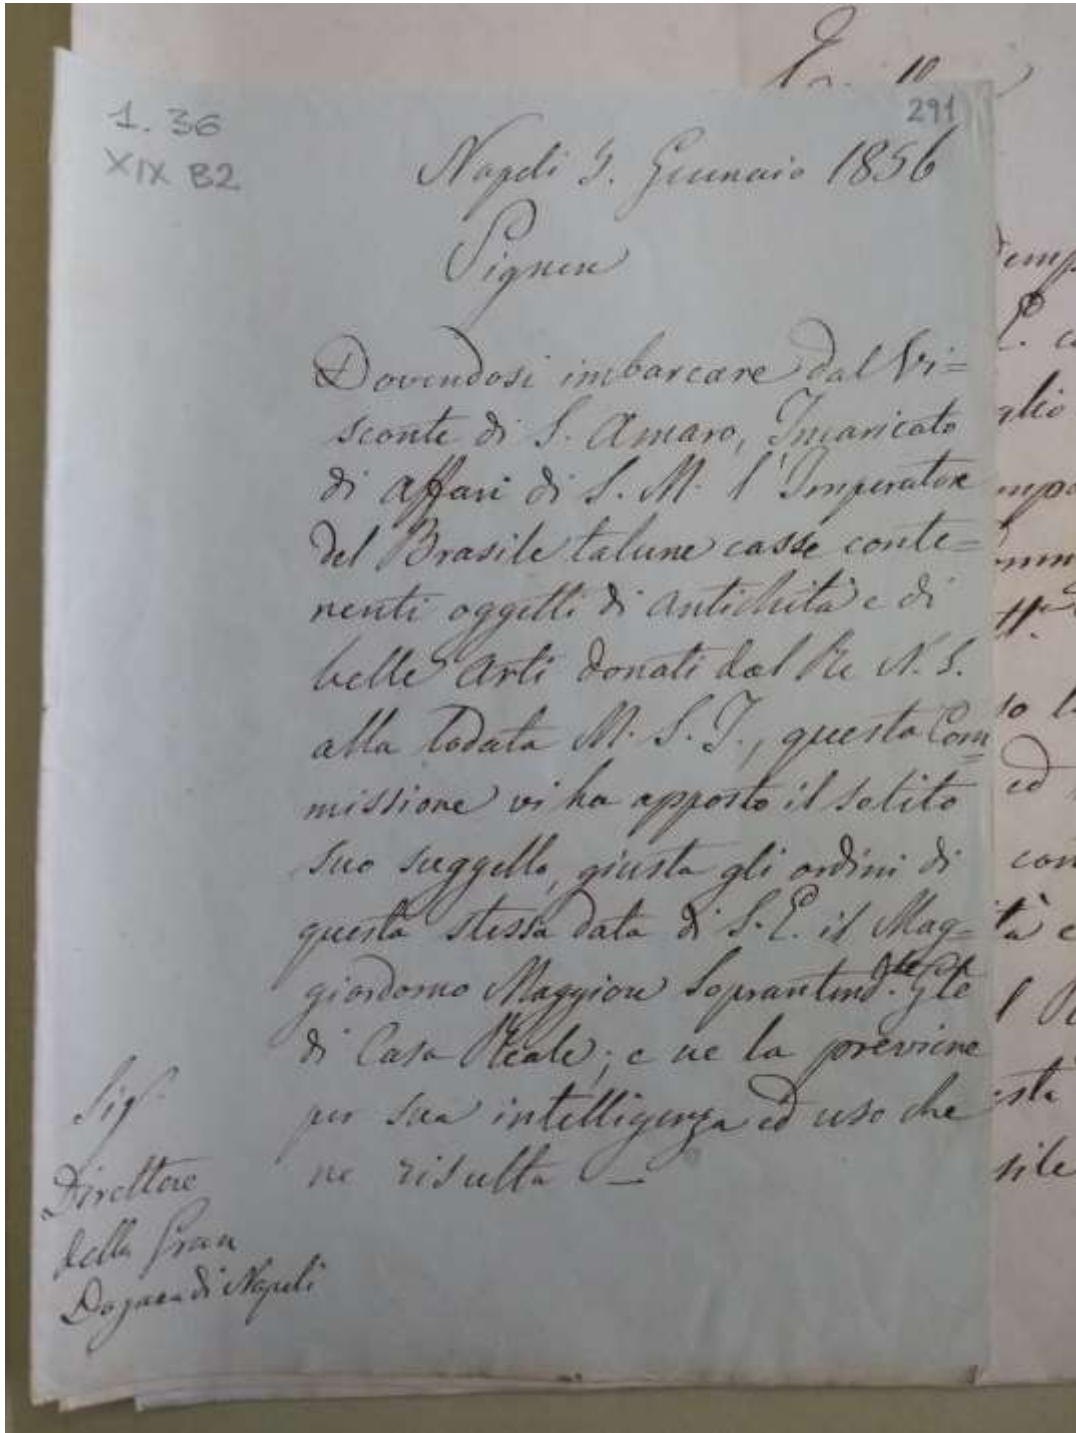 1. 36
XIX B2
10
291
Napoli 5. Gennaio 1856
Signore
Dovendosi imbarcare dal Vi=
sconte di S. Amaro, Incaricato
di affari di S. M. l'Imperatore
del Brasile talune casse conte=
nenti oggetti di antichità e di
belle Arti donati dal Re N. S.
alla lodata M. S. I., questa Com=
missione vi ha apposto il solito
suo suggello, giusta gli ordini di
questa stessa data di S. E. il Mag=
giordomo Maggiore Soprantend.te G.le
di Casa Reale; e ne la previene
per sua intelligenza ed uso che
ne risulta —
Sig.r
Direttore
della Gran
Dogana di Napoli